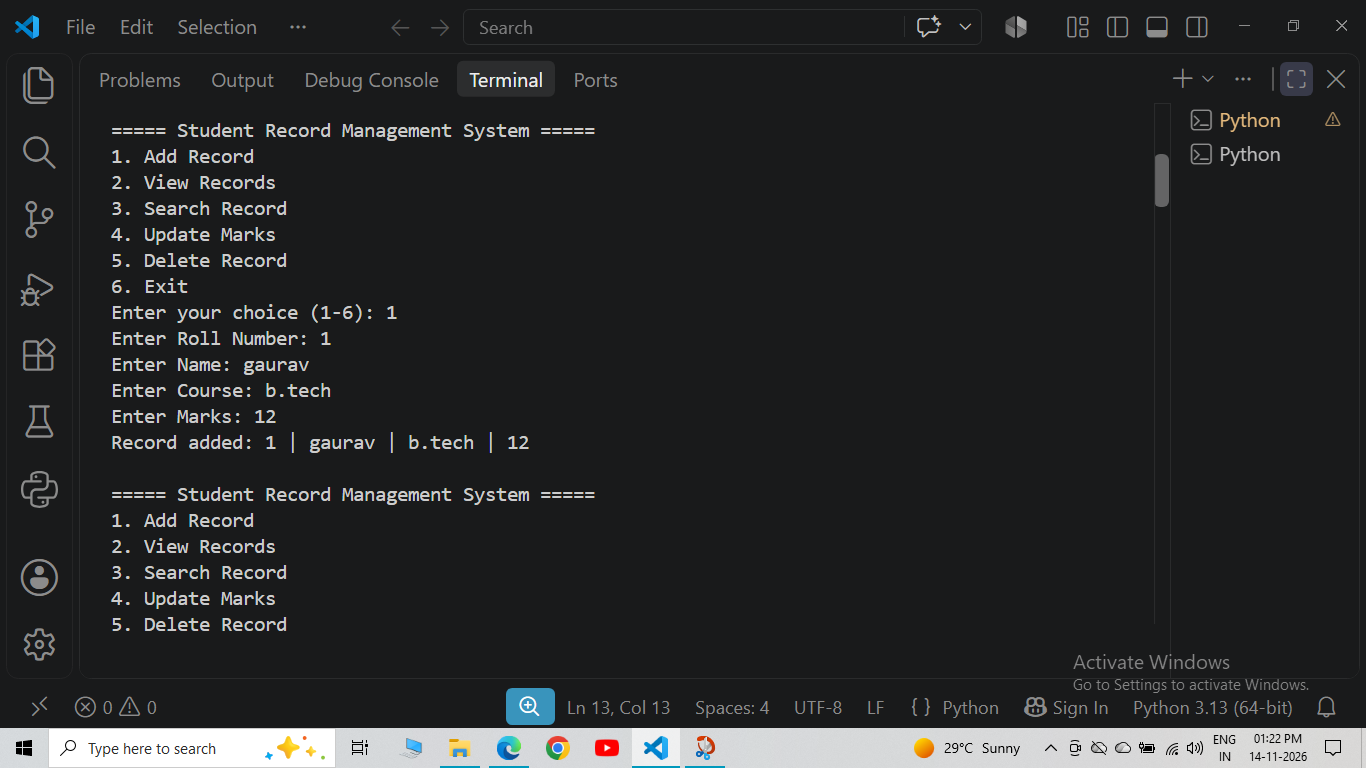 File Edit Selection ... Search
Problems Output Debug Console Terminal Ports
===== Student Record Management System =====
1. Add Record
2. View Records
3. Search Record
4. Update Marks
5. Delete Record
6. Exit
Enter your choice (1-6): 1
Enter Roll Number: 1
Enter Name: gaurav
Enter Course: b.tech
Enter Marks: 12
Record added: 1 | gaurav | b.tech | 12
===== Student Record Management System =====
1. Add Record
2. View Records
3. Search Record
4. Update Marks
5. Delete Record
Python
Python
Activate Windows
Go to Settings to activate Windows.
0 0 Ln 13, Col 13 Spaces: 4 UTF-8 LF { } Python Sign In Python 3.13 (64-bit)
Type here to search 29°C Sunny ENG 01:22 PM
IN 14-11-2026